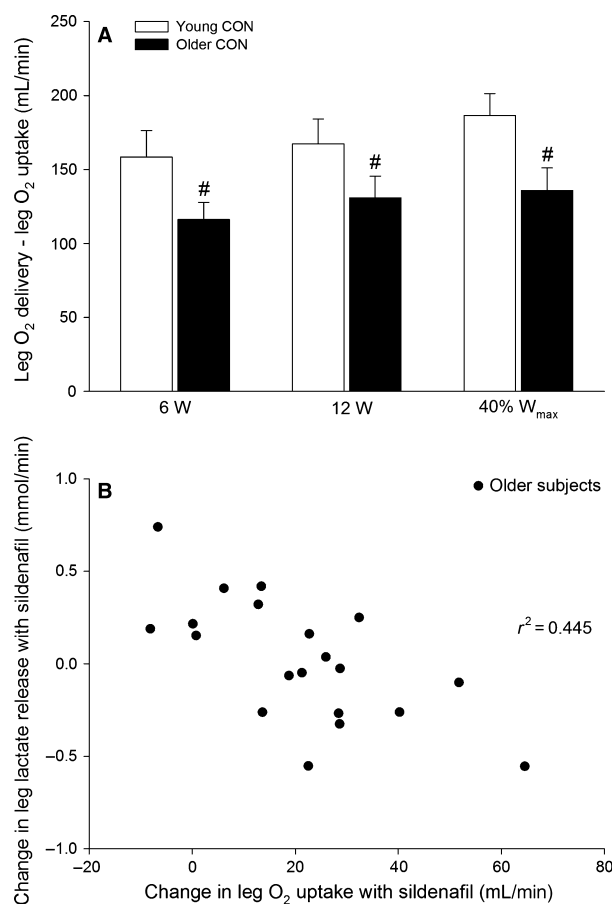 250
A
Young CON
Older CON
200
150
100
50
0
Leg O₂ delivery - leg O₂ uptake (mL/min)
#
#
#
6 W
12 W
40% Wmax
1.0
B
Older subjects
0.5
0.0
–0.5
–1.0
r² = 0.445
Change in leg lactate release with sildenafil (mmol/min)
–20
0
20
40
60
80
Change in leg O₂ uptake with sildenafil (mL/min)